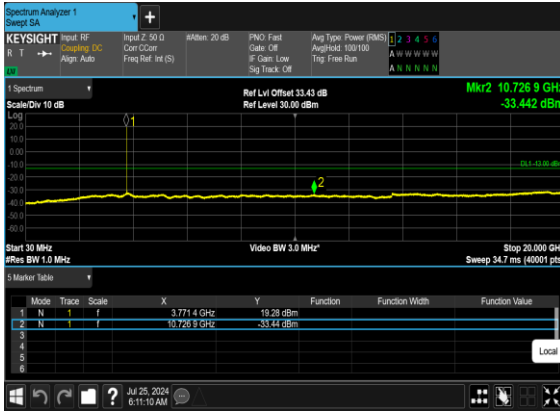 Spectrum Analyzer 1
Swept SA
+
KEYSIGHT Input: RF Input Z: 50 Ω #Atten: 20 dB PNO: Fast Avg Type: Power (RMS) 1 2 3 4 5 6
R T Coupling: DC Corr CCorr Gate: Off Avg|Hold: 100/100 A W W W W W
Align: Auto Freq Ref: Int (S) IF Gain: Low Trig: Free Run
Sig Track: Off A N N N N N
1 Spectrum Ref Lvl Offset 33.43 dB Mkr2 10.726 9 GHz
Scale/Div 10 dB Ref Level 30.00 dBm -33.442 dBm
Log
20.0
10.0
0.00
-10.0
-20.0
-30.0
-40.0
-50.0
-60.0
1
DL1 -13.00 dBm
2
Start 30 MHz Video BW 3.0 MHz* Stop 20.000 GH
#Res BW 1.0 MHz Sweep 34.7 ms (40001 pts
5 Marker Table
Mode Trace Scale X Y Function Function Width Function Value
1 N 1 f 3.771 4 GHz 19.28 dBm
2 N 1 f 10.726 9 GHz -33.44 dBm
3
4
5
6
Local
? Jul 25, 2024
6:11:10 AM